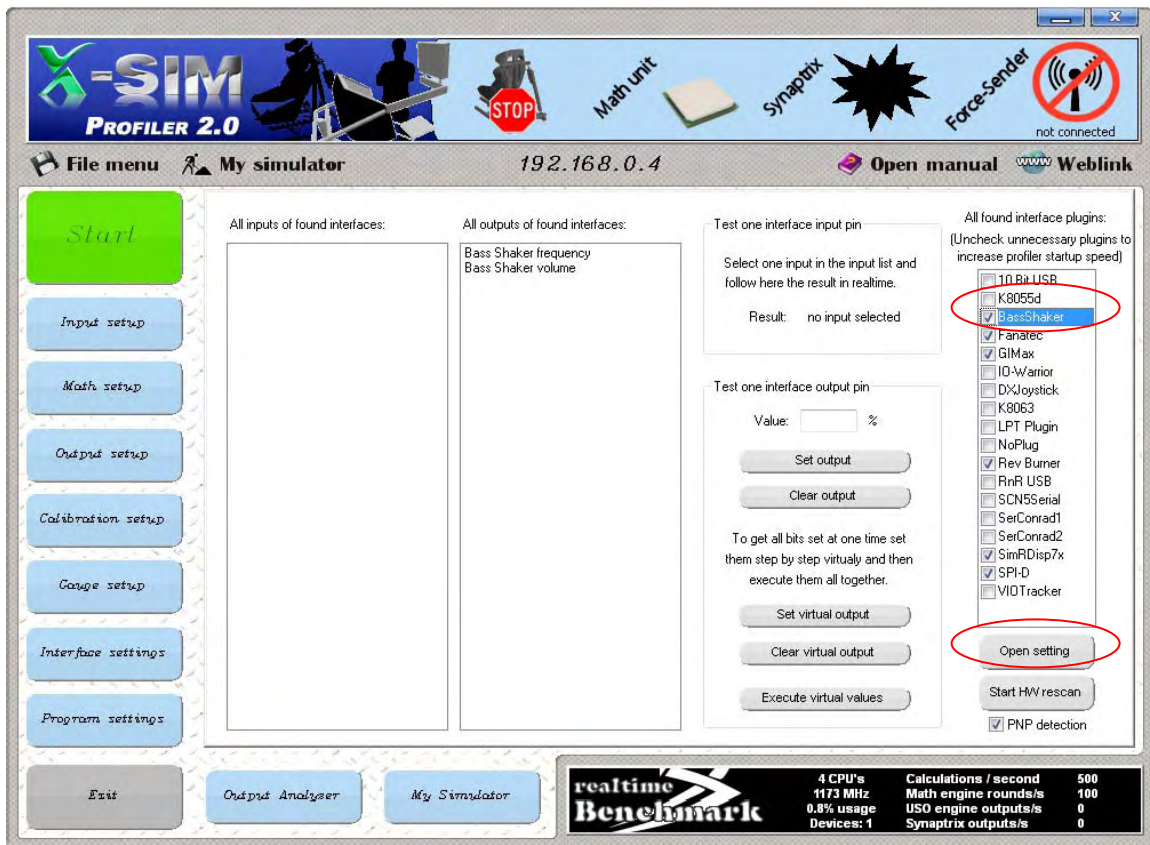 X-SIM
PROFILER 2.0
STOP
Math unit
Synaptrix
Force-Sender
not connected
File menu
My simulator
192.168.0.4
Open manual
www
Weblink
Start
Input setup
Math setup
Output setup
Calibration setup
Gauge setup
Interface settings
Program settings
Exit
All inputs of found interfaces:
All outputs of found interfaces:
Bass Shaker frequency
Bass Shaker volume
Test one interface input pin
Select one input in the input list and
follow here the result in realtime.
Result: no input selected
Test one interface output pin
Value: %
Set output
Clear output
To get all bits set at one time set
them step by step virtualy and then
execute them all together.
Set virtual output
Clear virtual output
Execute virtual values
All found interface plugins:
(Uncheck unnecessary plugins to
increase profiler startup speed)
10 Bit USB
K8055d
BassShaker
Fanatec
GIMax
IO-Warrior
DXJoystick
K8063
LPT Plugin
NoPlug
Rev Burner
RnR USB
SCN5Serial
SerConrad1
SerConrad2
SimRDisp7x
SPI-D
VIOTracker
Open setting
Start HW rescan
PNP detection
Output Analyser
My Simulator
realtime
Benchmark
4 CPU's
1173 MHz
0.8% usage
Devices: 1
Calculations / second 500
Math engine rounds/s 100
USO engine outputs/s 0
Synaptrix outputs/s 0